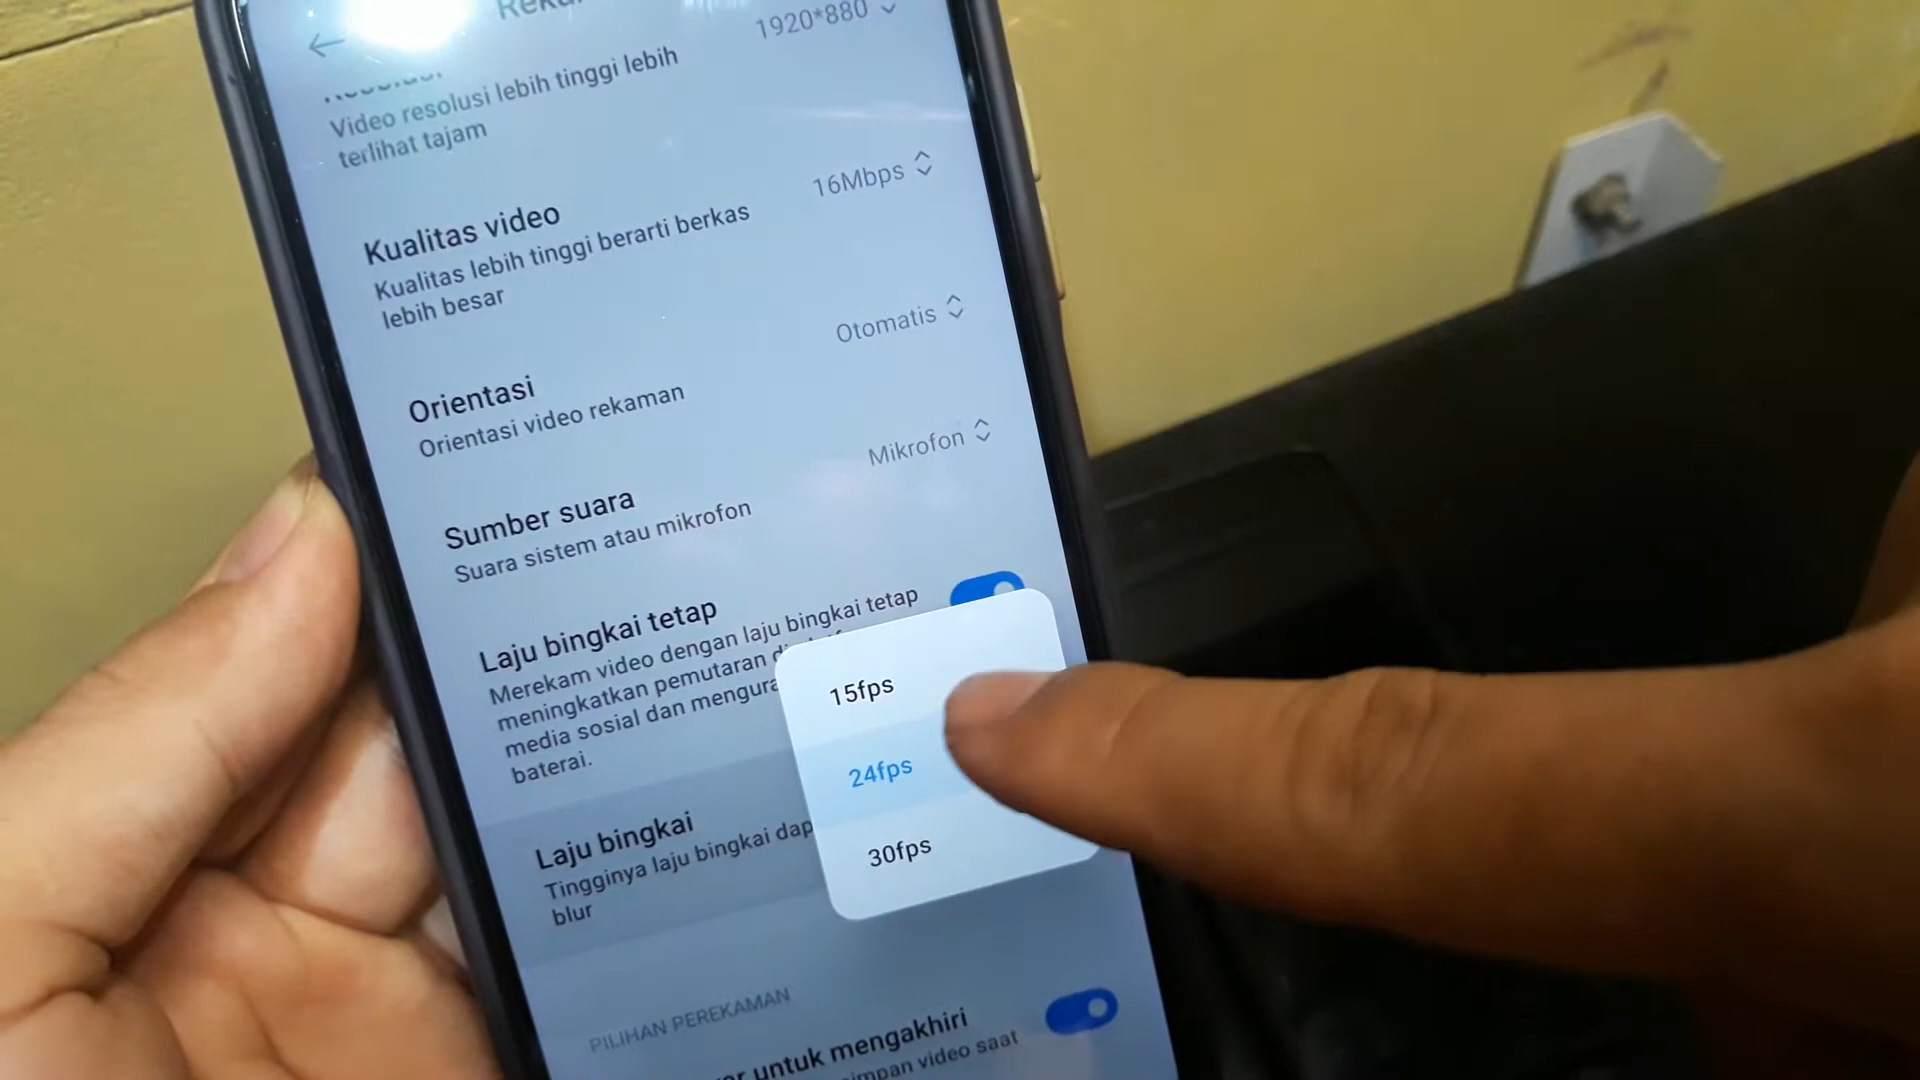 1920*880
Video resolusi lebih tinggi lebih
terlihat tajam
Kualitas video
16Mbps
Kualitas lebih tinggi berarti berkas
lebih besar
Orientasi
Otomatis
Orientasi video rekaman
Sumber suara
Mikrofon
Suara sistem atau mikrofon
Laju bingkai tetap
Merekam video dengan laju bingkai tetap
meningkatkan pemutaran
media sosial dan
baterai.
15fps
24fps
30fps
Laju bingkai
Tingginya laju bingkai
blur
PILIHAN PEREKAMAN
untuk mengakhiri
video saat